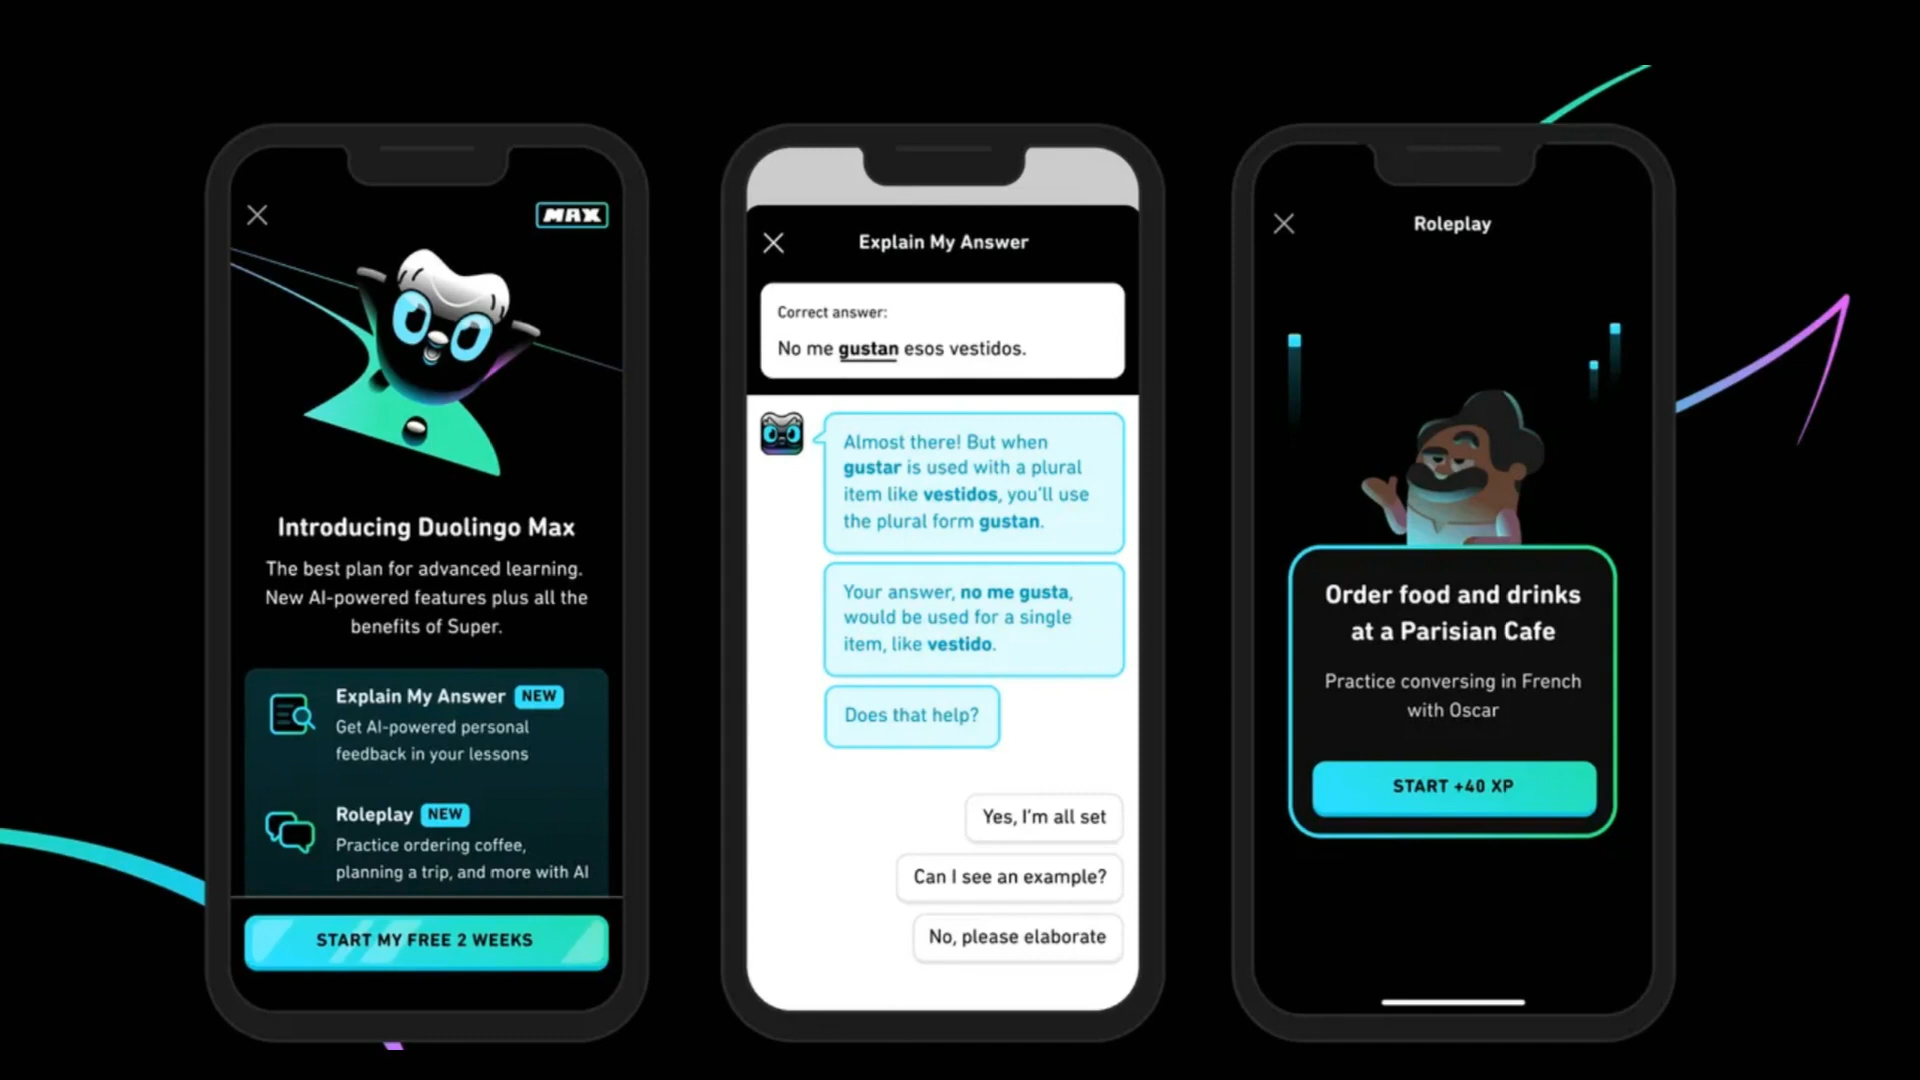 MAX
Introducing Duolingo Max
The best plan for advanced learning.
New AI-powered features plus all the
benefits of Super.
Explain My Answer NEW
Get AI-powered personal
feedback in your lessons
Roleplay NEW
Practice ordering coffee,
planning a trip, and more with AI
START MY FREE 2 WEEKS
Explain My Answer
Correct answer:
No me gustan esos vestidos.
Almost there! But when
gustar is used with a plural
item like vestidos, you'll use
the plural form gustan.
Your answer, no me gusta,
would be used for a single
item, like vestido.
Does that help?
Yes, I'm all set
Can I see an example?
No, please elaborate
Roleplay
Order food and drinks
at a Parisian Cafe
Practice conversing in French
with Oscar
START +40 XP